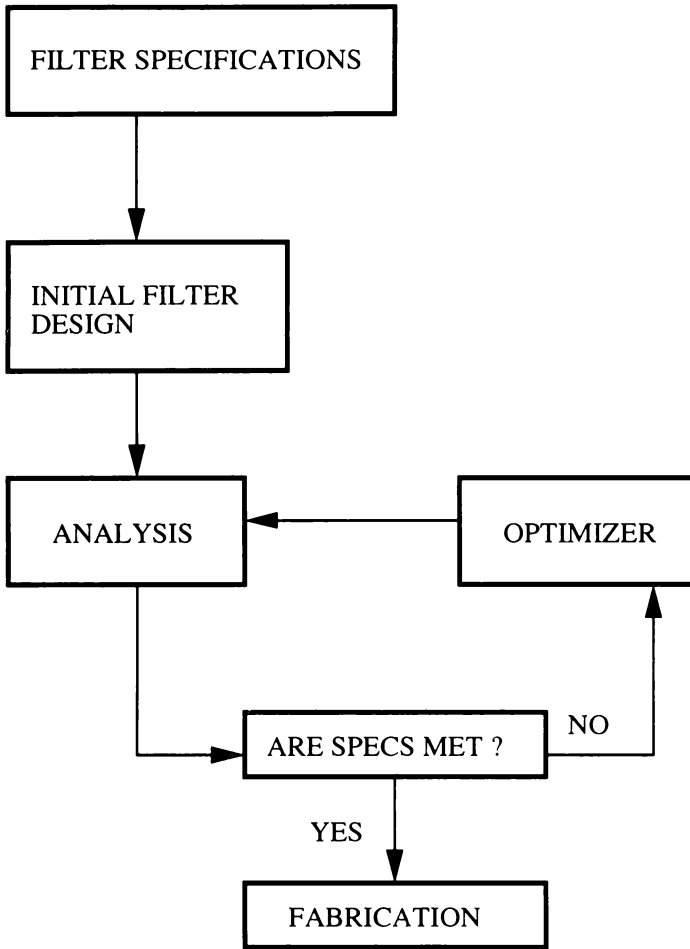 FILTER SPECIFICATIONS
INITIAL FILTER
DESIGN
ANALYSIS
OPTIMIZER
ARE SPECS MET ?
NO
YES
FABRICATION